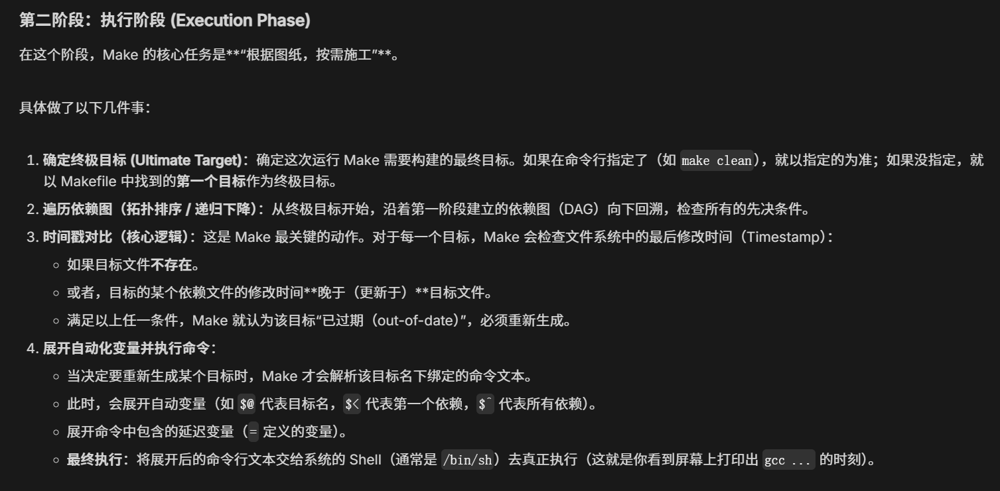 第二阶段：执行阶段 (Execution Phase)
在这个阶段，Make 的核心任务是**“根据图纸，按需施工”**。
具体做了以下几件事：
1. 确定终极目标 (Ultimate Target)：确定这次运行 Make 需要构建的最终目标。如果在命令行指定了（如 make clean），就以指定的为准；如果没指定，就
以 Makefile 中找到的第一个目标作为终极目标。
2. 遍历依赖图（拓扑排序 / 递归下降）：从终极目标开始，沿着第一阶段建立的依赖图（DAG）向下回溯，检查所有的先决条件。
3. 时间戳对比（核心逻辑）：这是 Make 最关键的动作。对于每一个目标，Make 会检查文件系统中的最后修改时间（Timestamp）：
◦ 如果目标文件不存在。
◦ 或者，目标的某个依赖文件的修改时间**晚于（更新于）**目标文件。
◦ 满足以上任一条件，Make 就认为该目标“已过期（out-of-date）”，必须重新生成。
4. 展开自动化变量并执行命令：
◦ 当决定要重新生成某个目标时，Make 才会解析该目标名下绑定的命令文本。
◦ 此时，会展开自动变量（如 $@ 代表目标名，$< 代表第一个依赖，$^ 代表所有依赖）。
◦ 展开命令中包含的延迟变量（= 定义的变量）。
◦ 最终执行：将展开后的命令行文本交给系统的 Shell（通常是 /bin/sh）去真正执行（这就是你看到屏幕上打印出 gcc ... 的时刻）。